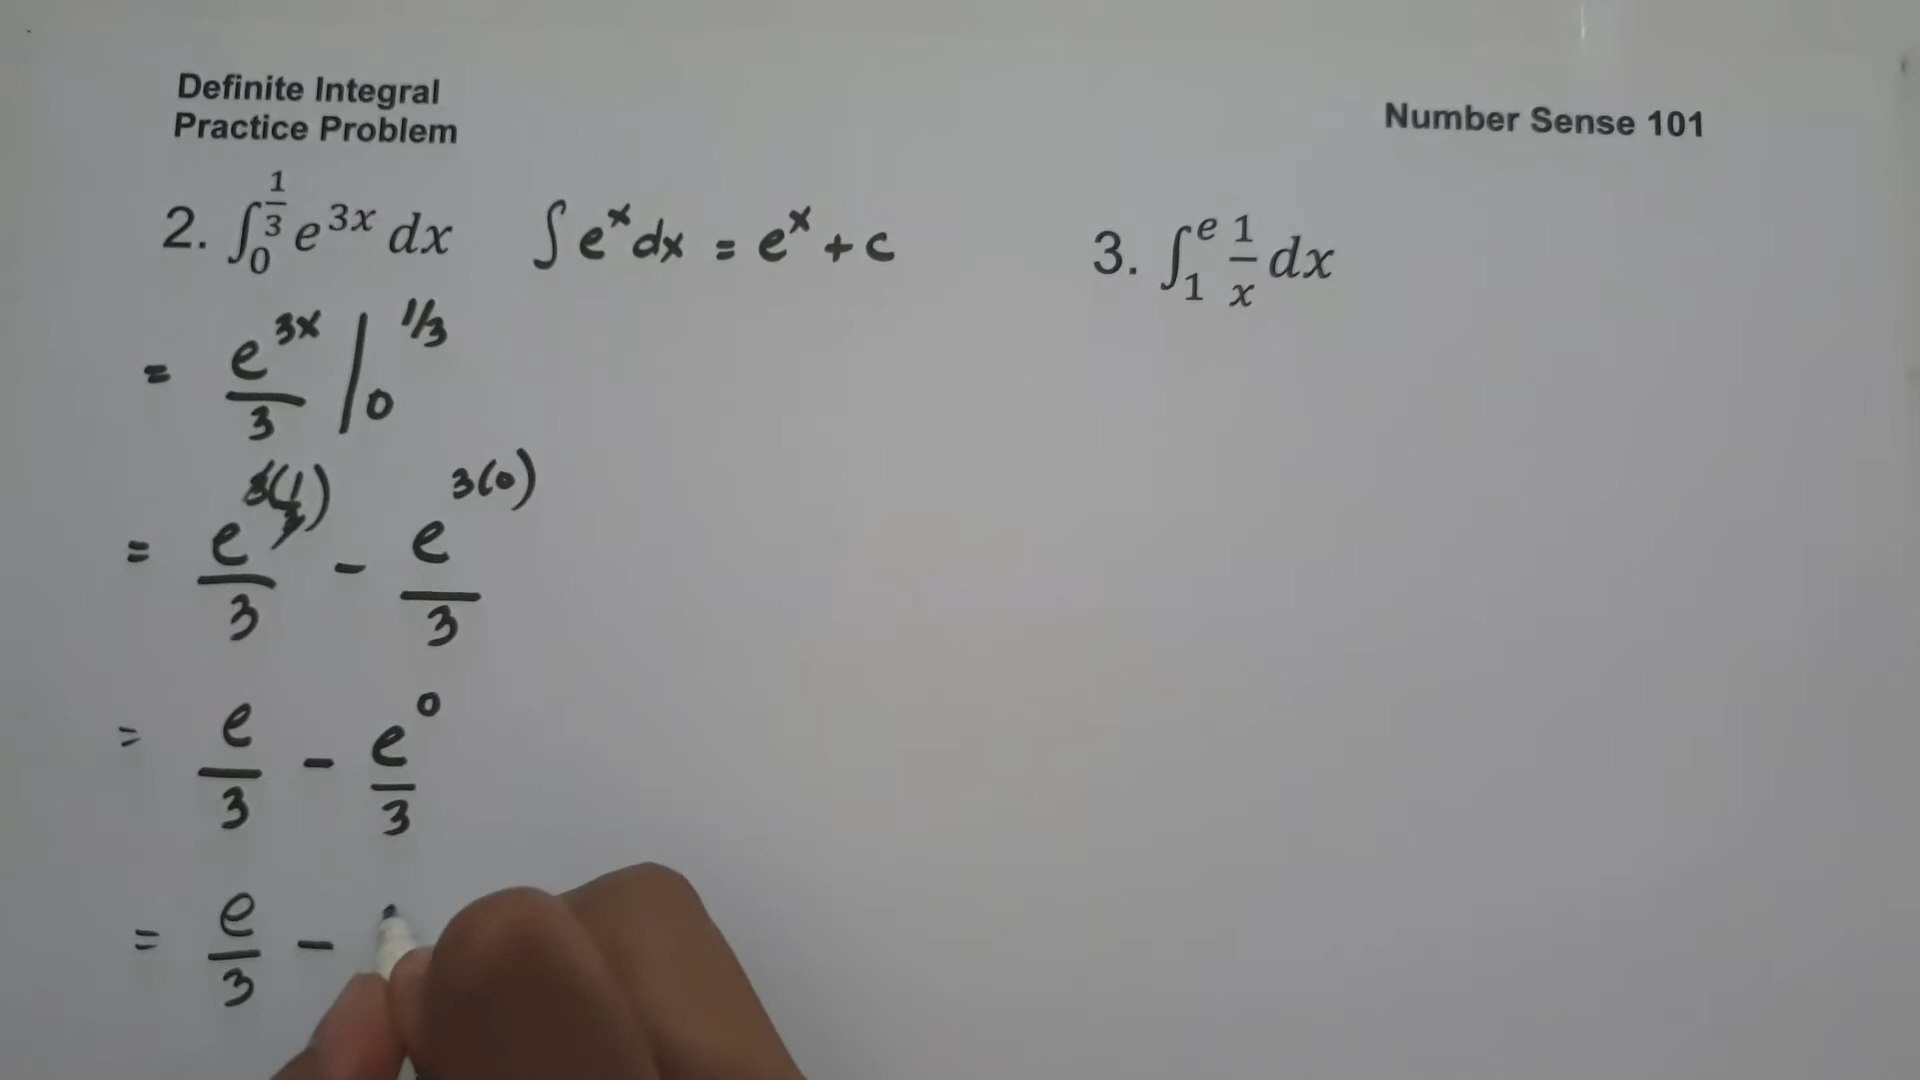 Definite Integral
Practice Problem
Number Sense 101
2. ∫₀^(1/3) e^(3x) dx
∫ e^x dx = e^x + c
= e^(3x)/3 |₀^(1/3)
= e^(3(1/3))/3 - e^(3(0))/3
= e/3 - e^0/3
= e/3 -
3. ∫₁^e 1/x dx